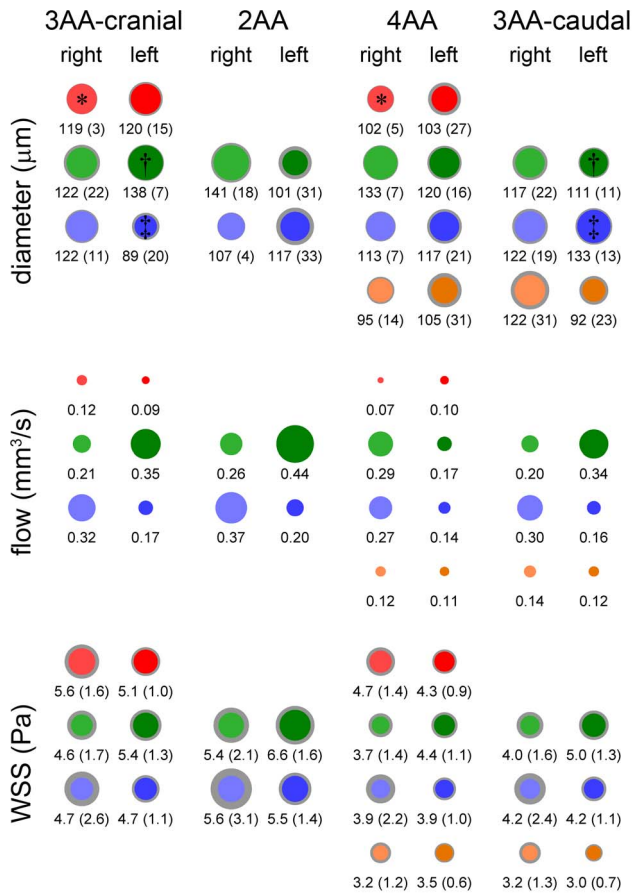 3AA-cranial 2AA 4AA 3AA-caudal
right left right left right left right left
diameter (μm)
* *
119 (3) 120 (15) 102 (5) 103 (27)
† †
122 (22) 138 (7) 141 (18) 101 (31) 133 (7) 120 (16) 117 (22) 111 (11)
‡ ‡
122 (11) 89 (20) 107 (4) 117 (33) 113 (7) 117 (21) 122 (19) 133 (13)
95 (14) 105 (31) 122 (31) 92 (23)
flow (mm³/s)
0.12 0.09 0.07 0.10
0.21 0.35 0.26 0.44 0.29 0.17 0.20 0.34
0.32 0.17 0.37 0.20 0.27 0.14 0.30 0.16
0.12 0.11 0.14 0.12
WSS (Pa)
5.6 (1.6) 5.1 (1.0) 4.7 (1.4) 4.3 (0.9)
4.6 (1.7) 5.4 (1.3) 5.4 (2.1) 6.6 (1.6) 3.7 (1.4) 4.4 (1.1) 4.0 (1.6) 5.0 (1.3)
4.7 (2.6) 4.7 (1.1) 5.6 (3.1) 5.5 (1.4) 3.9 (2.2) 3.9 (1.0) 4.2 (2.4) 4.2 (1.1)
3.2 (1.2) 3.5 (0.6) 3.2 (1.3) 3.0 (0.7)